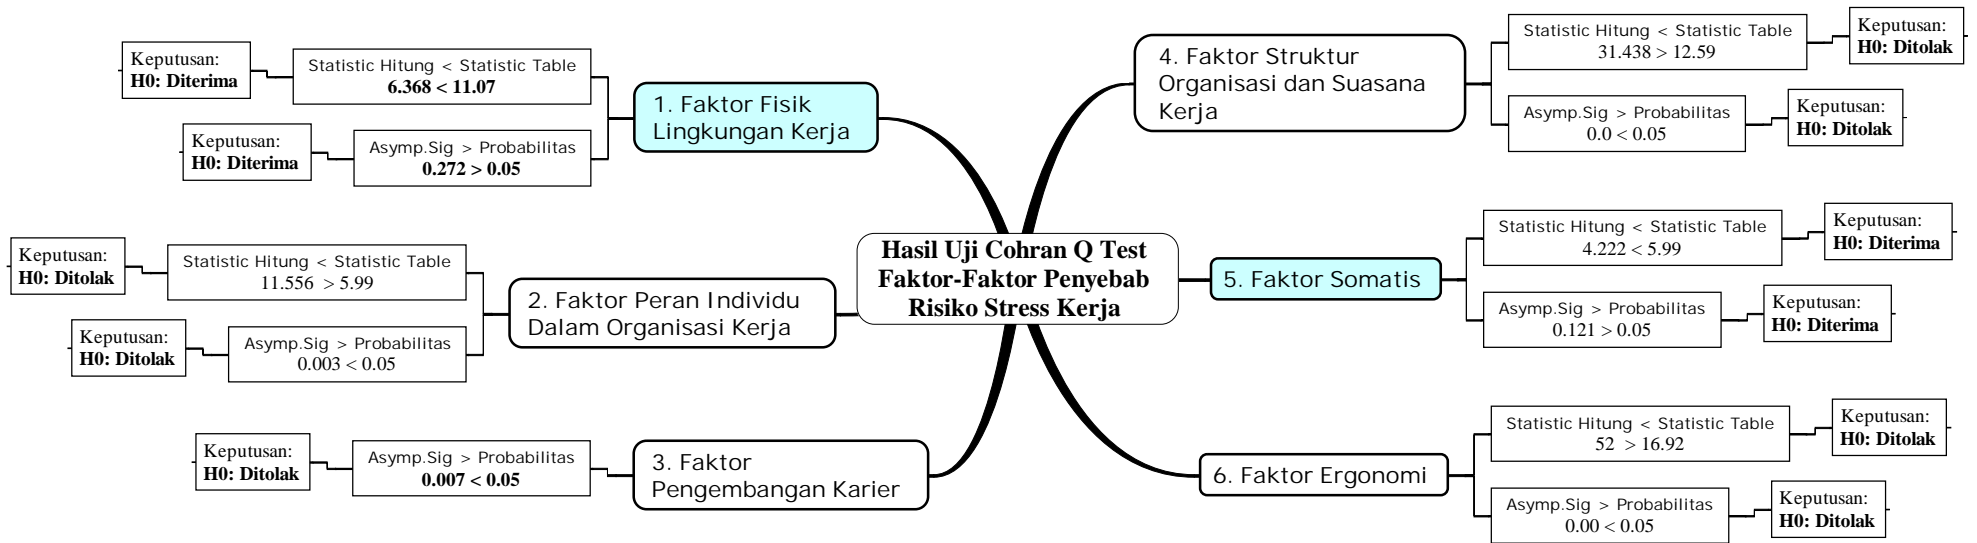 Hasil Uji Cohran Q Test
Faktor-Faktor Penyebab
Risiko Stress Kerja
1. Faktor Fisik
Lingkungan Kerja
Statistic Hitung < Statistic Table
6.368 < 11.07
Keputusan:
H0: Diterima
Asymp.Sig > Probabilitas
0.272 > 0.05
Keputusan:
H0: Diterima
2. Faktor Peran Individu
Dalam Organisasi Kerja
Statistic Hitung < Statistic Table
11.556 > 5.99
Keputusan:
H0: Ditolak
Asymp.Sig > Probabilitas
0.003 < 0.05
Keputusan:
H0: Ditolak
3. Faktor
Pengembangan Karier
Asymp.Sig > Probabilitas
0.007 < 0.05
Keputusan:
H0: Ditolak
4. Faktor Struktur
Organisasi dan Suasana
Kerja
Statistic Hitung < Statistic Table
31.438 > 12.59
Keputusan:
H0: Ditolak
Asymp.Sig > Probabilitas
0.0 < 0.05
Keputusan:
H0: Ditolak
5. Faktor Somatis
Statistic Hitung < Statistic Table
4.222 < 5.99
Keputusan:
H0: Diterima
Asymp.Sig > Probabilitas
0.121 > 0.05
Keputusan:
H0: Diterima
6. Faktor Ergonomi
Statistic Hitung < Statistic Table
52 > 16.92
Keputusan:
H0: Ditolak
Asymp.Sig > Probabilitas
0.00 < 0.05
Keputusan:
H0: Ditolak